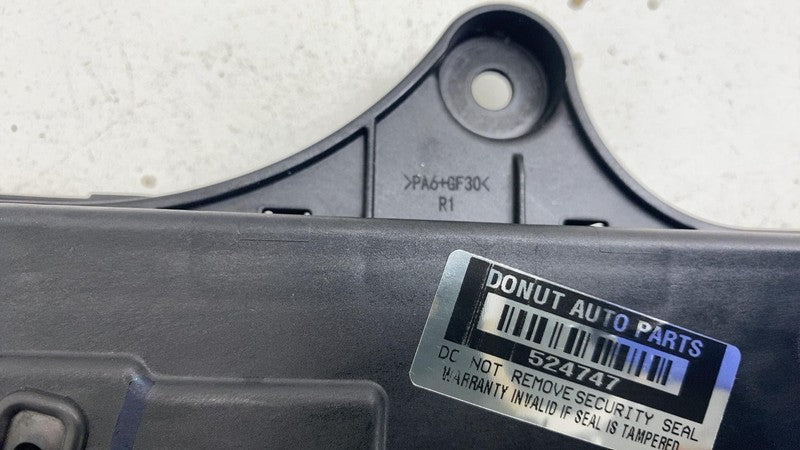 >PA6+GF30<
R1
DONUT AUTO PARTS
524747
DO NOT REMOVE SECURITY SEAL
WARRANTY INVALID IF SEAL IS TAMPERED